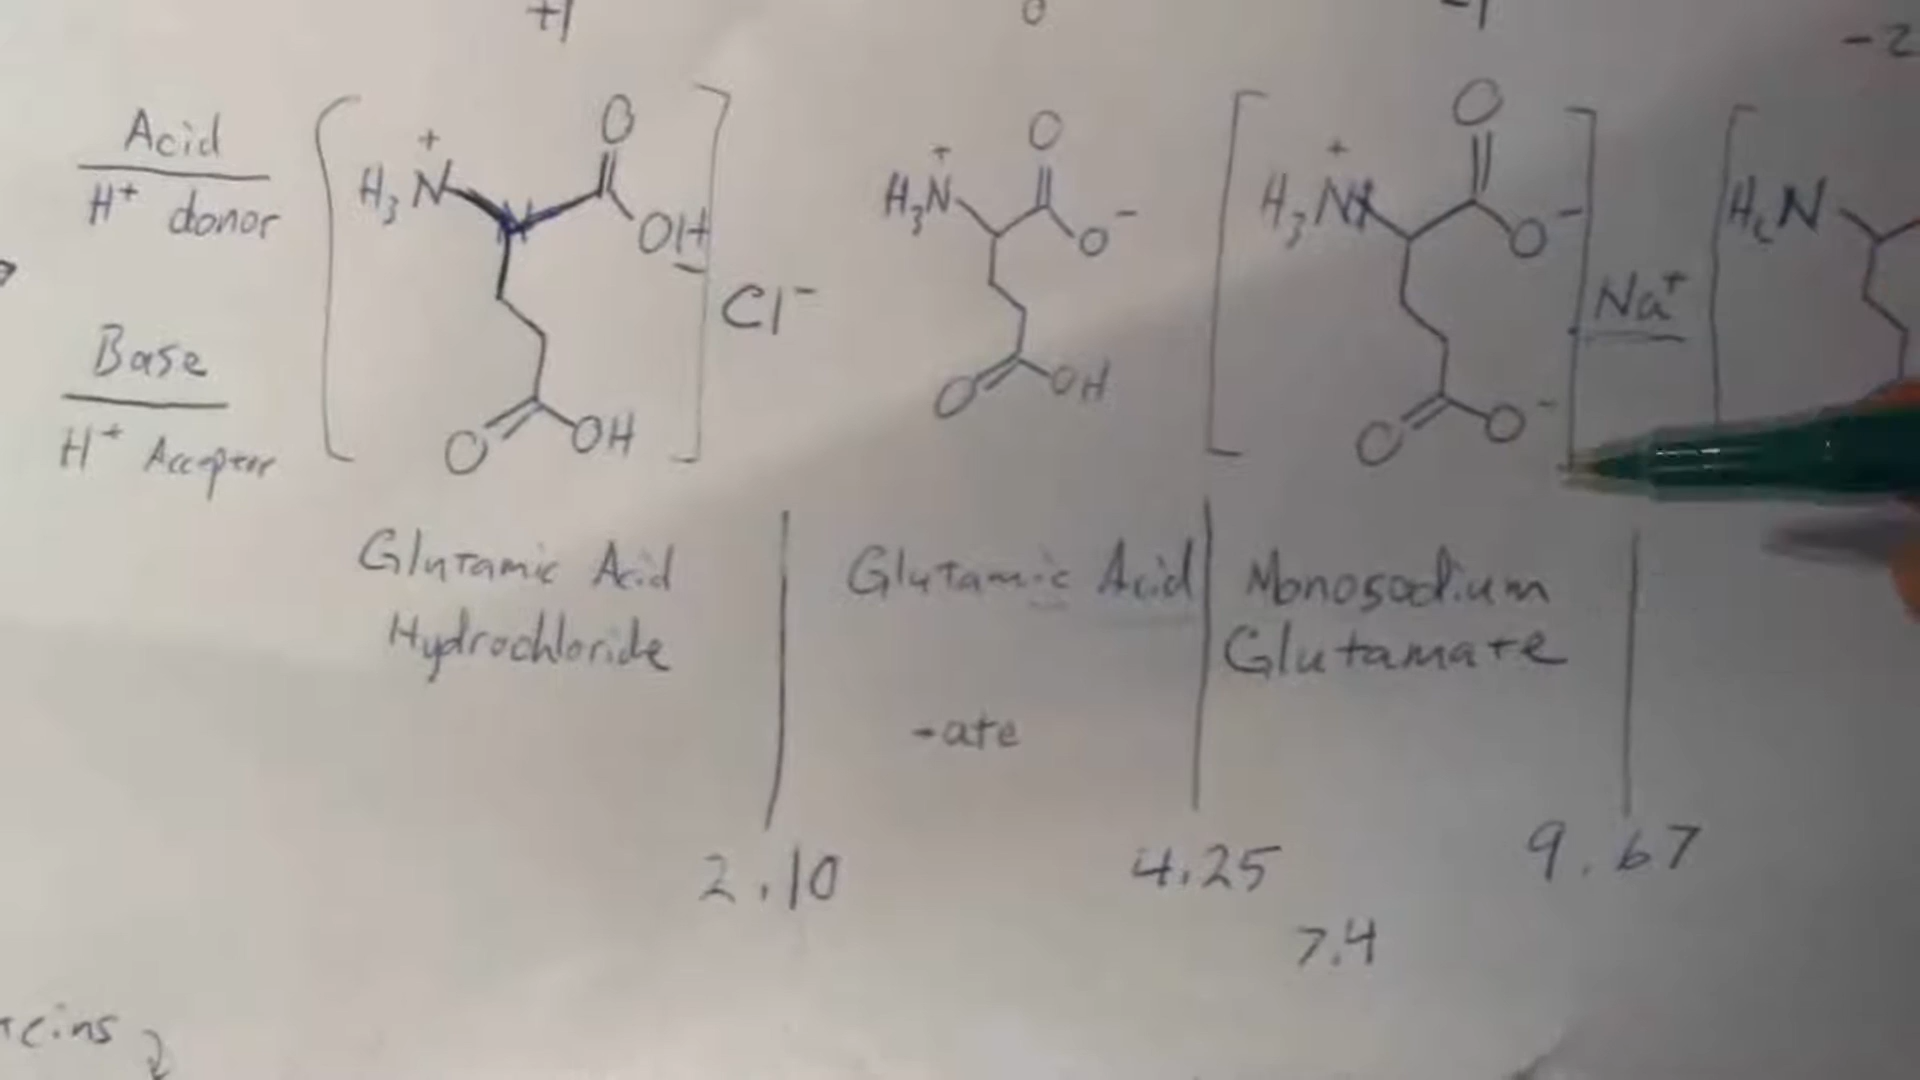 +1
0
-1
-2
Acid
H⁺ donor
Base
H⁺ Acceptor
H₃N⁺
O
OH
O
OH
Cl⁻
H₃N⁺
O
O⁻
O
OH
H₃N⁺
O
O⁻
O
O⁻
Na⁺
H₂N
Glutamic Acid
Hydrochloride
Glutamic Acid
-ate
Monosodium
Glutamate
2.10
4.25
9.67
7.4